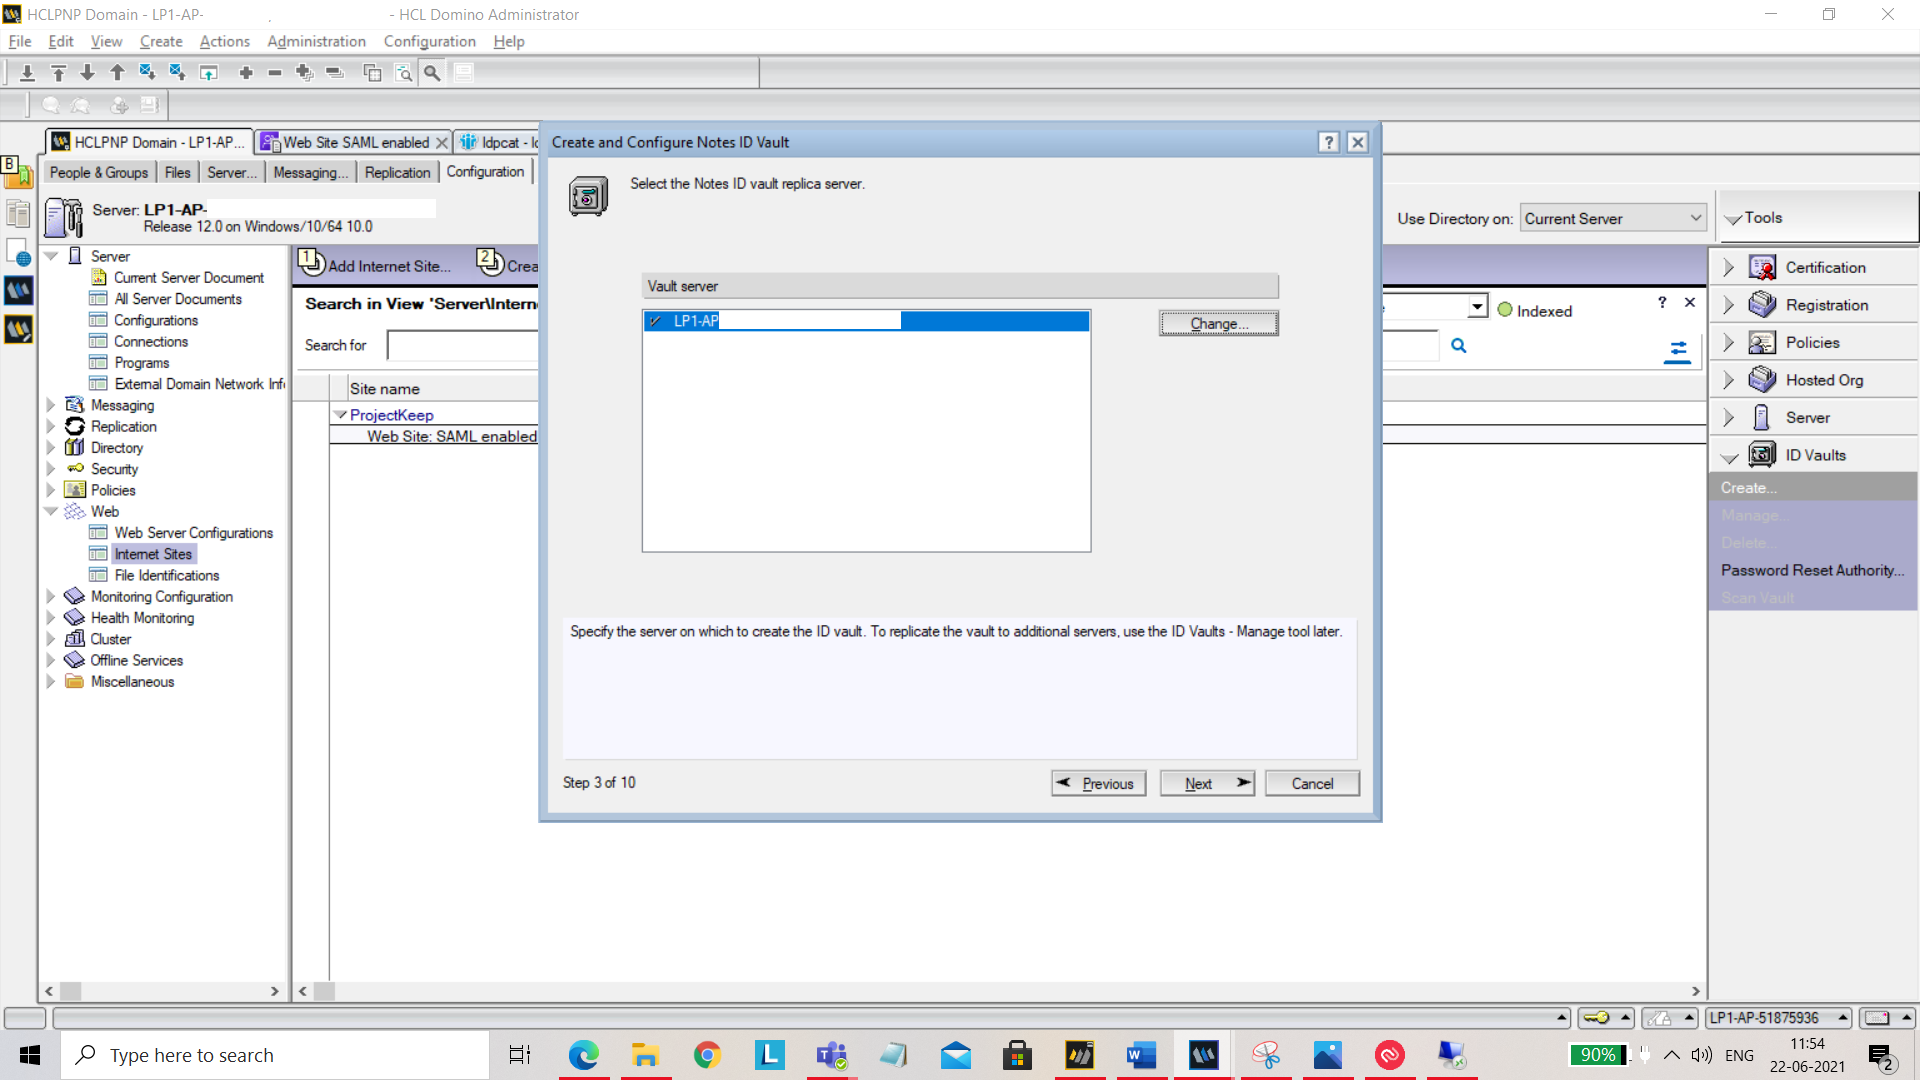 HCLPNP Domain - LP1-AP- - HCL Domino Administrator
File Edit View Create Actions Administration Configuration Help
HCLPNP Domain - LP1-AP... Web Site SAML enabled Idpcat - Ic
B
People & Groups Files Server... Messaging... Replication Configuration
Server: LP1-AP-
Release 12.0 on Windows/10/64 10.0
Use Directory on: Current Server
Tools
Server
Current Server Document
All Server Documents
Configurations
Connections
Programs
External Domain Network Inf
Messaging
Replication
Directory
Security
Policies
Web
Web Server Configurations
Internet Sites
File Identifications
Monitoring Configuration
Health Monitoring
Cluster
Offline Services
Miscellaneous
1 Add Internet Site... 2 Crea
Search in View 'Server\Intern
Indexed ?
Search for
Site name
ProjectKeep
Web Site: SAML enabled
Create and Configure Notes ID Vault ?
Select the Notes ID vault replica server.
Vault server
LP1-AP
Change...
Specify the server on which to create the ID vault. To replicate the vault to additional servers, use the ID Vaults - Manage tool later.
Step 3 of 10
Previous Next Cancel
Certification
Registration
Policies
Hosted Org
Server
ID Vaults
Create...
Manage...
Delete...
Password Reset Authority...
Scan Vault
LP1-AP-51875936
Type here to search
90% ENG
11:54
22-06-2021
2